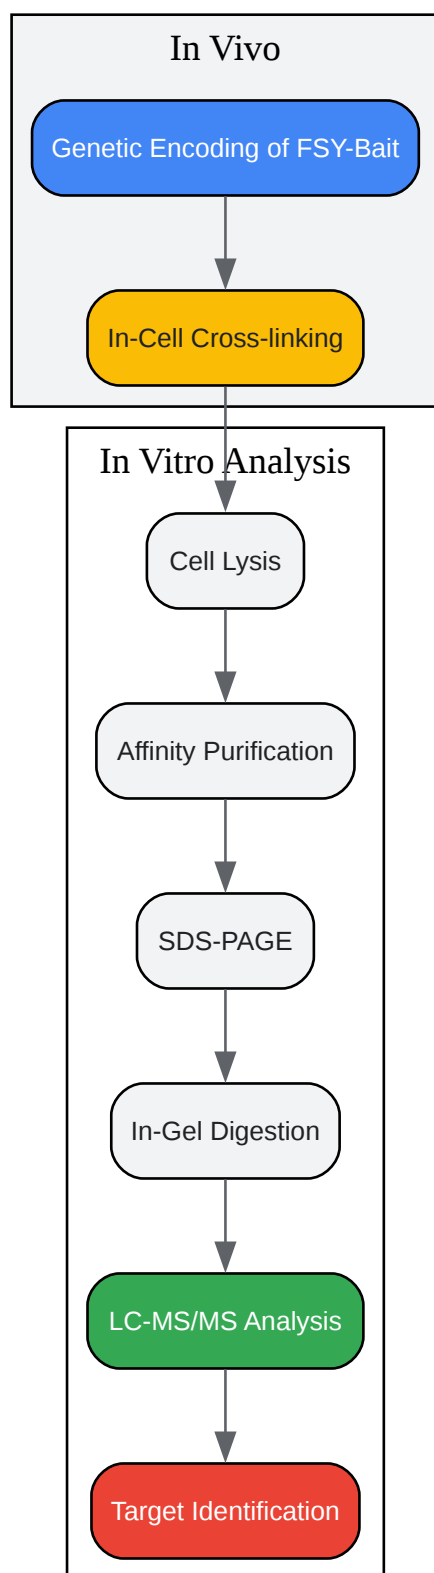 In Vivo
Genetic Encoding of FSY-Bait
In-Cell Cross-linking
In Vitro Analysis
Cell Lysis
Affinity Purification
SDS-PAGE
In-Gel Digestion
LC-MS/MS Analysis
Target Identification